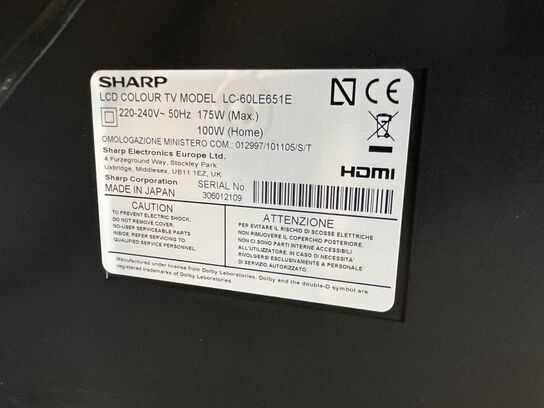 SHARP
LCD COLOUR TV MODEL LC-60LE651E
220-240V~ 50Hz 175W (Max.)
100W (Home)
OMOLOGAZIONE MINISTERO COM.: 012997/101105/S/T
Sharp Electronics Europe Ltd.
4 Furzeground Way, Stockley Park
Uxbridge, Middlesex, UB11 1EZ, UK
Sharp Corporation
MADE IN JAPAN
SERIAL No.
306012109
N CE
HDMI
CAUTION
TO PREVENT ELECTRIC SHOCK,
DO NOT REMOVE COVER.
NO-USER SERVICEABLE PARTS
INSIDE. REFER SERVICING TO
QUALIFIED SERVICE PERSONNEL.
ATTENZIONE
PER EVITARE IL RISCHIO DI SCOSSE ELETTRICHE
NON RIMUOVERE IL COPERCHIO POSTERIORE.
NON CI SONO PARTI INTERNE ACCESSIBILI
ALL'UTILIZZATORE. IN CASO DI NECESSITA'
RIVOLGERSI ESCLUSIVAMENTE A PERSONALE
DI SERVIZIO AUTORIZZATO.
Manufactured under license from Dolby Laboratories. Dolby and the double-D symbol are
registered trademarks of Dolby Laboratories.